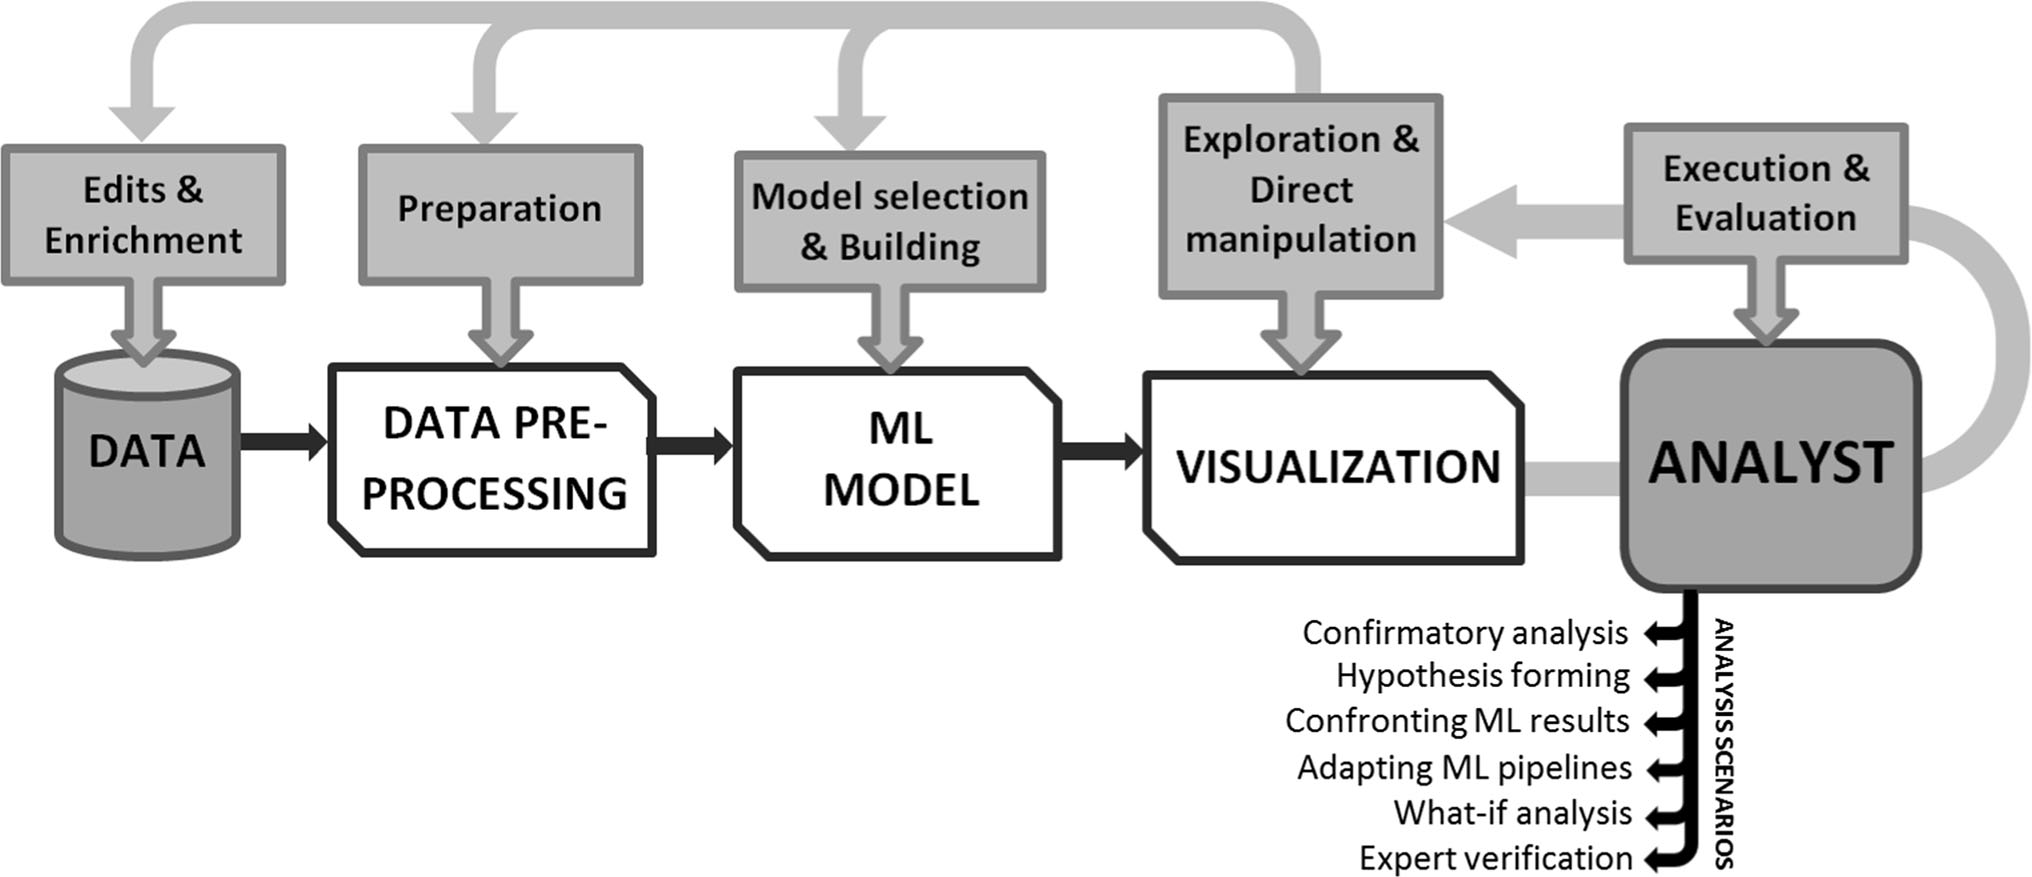 Edits &
Enrichment
Preparation
Model selection
& Building
Exploration &
Direct
manipulation
Execution &
Evaluation
DATA
DATA PRE-
PROCESSING
ML
MODEL
VISUALIZATION
ANALYST
ANALYSIS SCENARIOS
Confirmatory analysis
Hypothesis forming
Confronting ML results
Adapting ML pipelines
What-if analysis
Expert verification